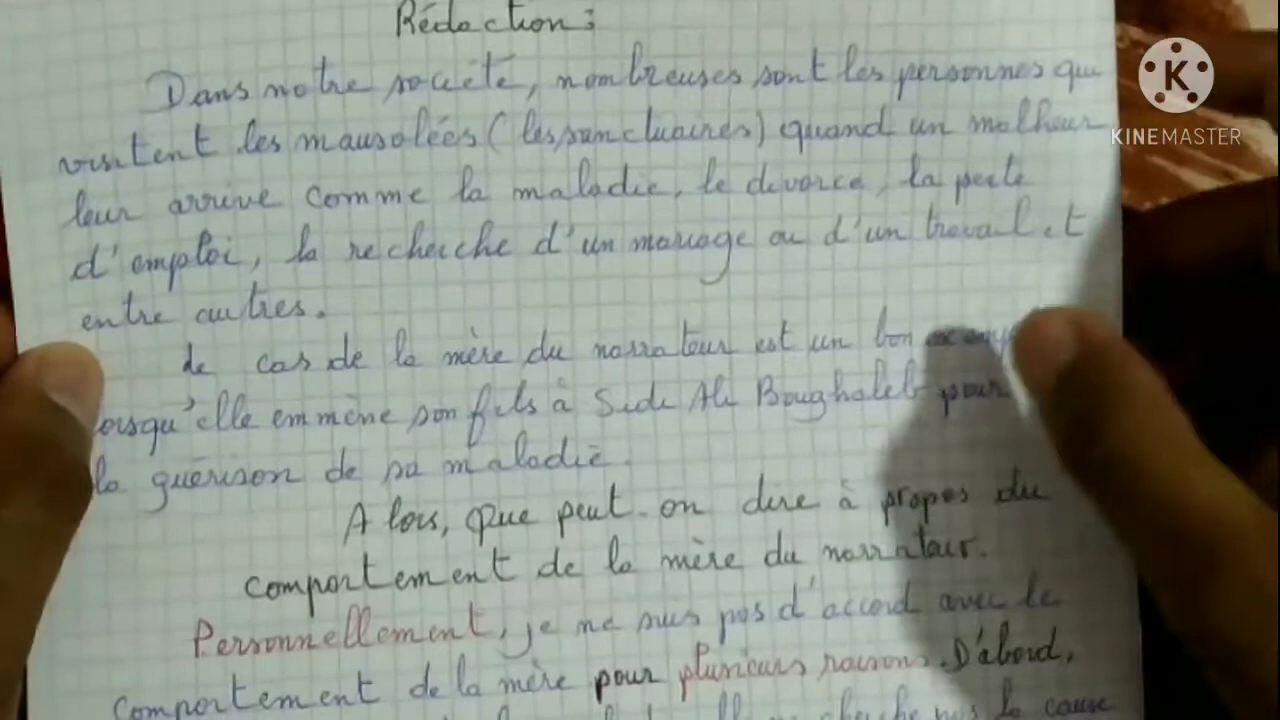 Rédaction :
Dans notre société, nombreuses sont les personnes qui
visitent les mausolées (les sanctuaires) quand un malheur
leur arrive comme la maladie, le divorce, la perte
d'emploi, la recherche d'un mariage ou d'un travail et
entre autres.
Le cas de la mère du narrateur est un bon
lorsqu'elle emmène son fils à Sidi Ali Boughaleb pour
la guérison de sa maladie.
Alors, que peut-on dire à propos du
comportement de la mère du narrateur.
Personnellement, je ne suis pas d'accord avec le
comportement de la mère pour plusieurs raisons. D'abord,
cherche pas la cause
K
KINEMASTER